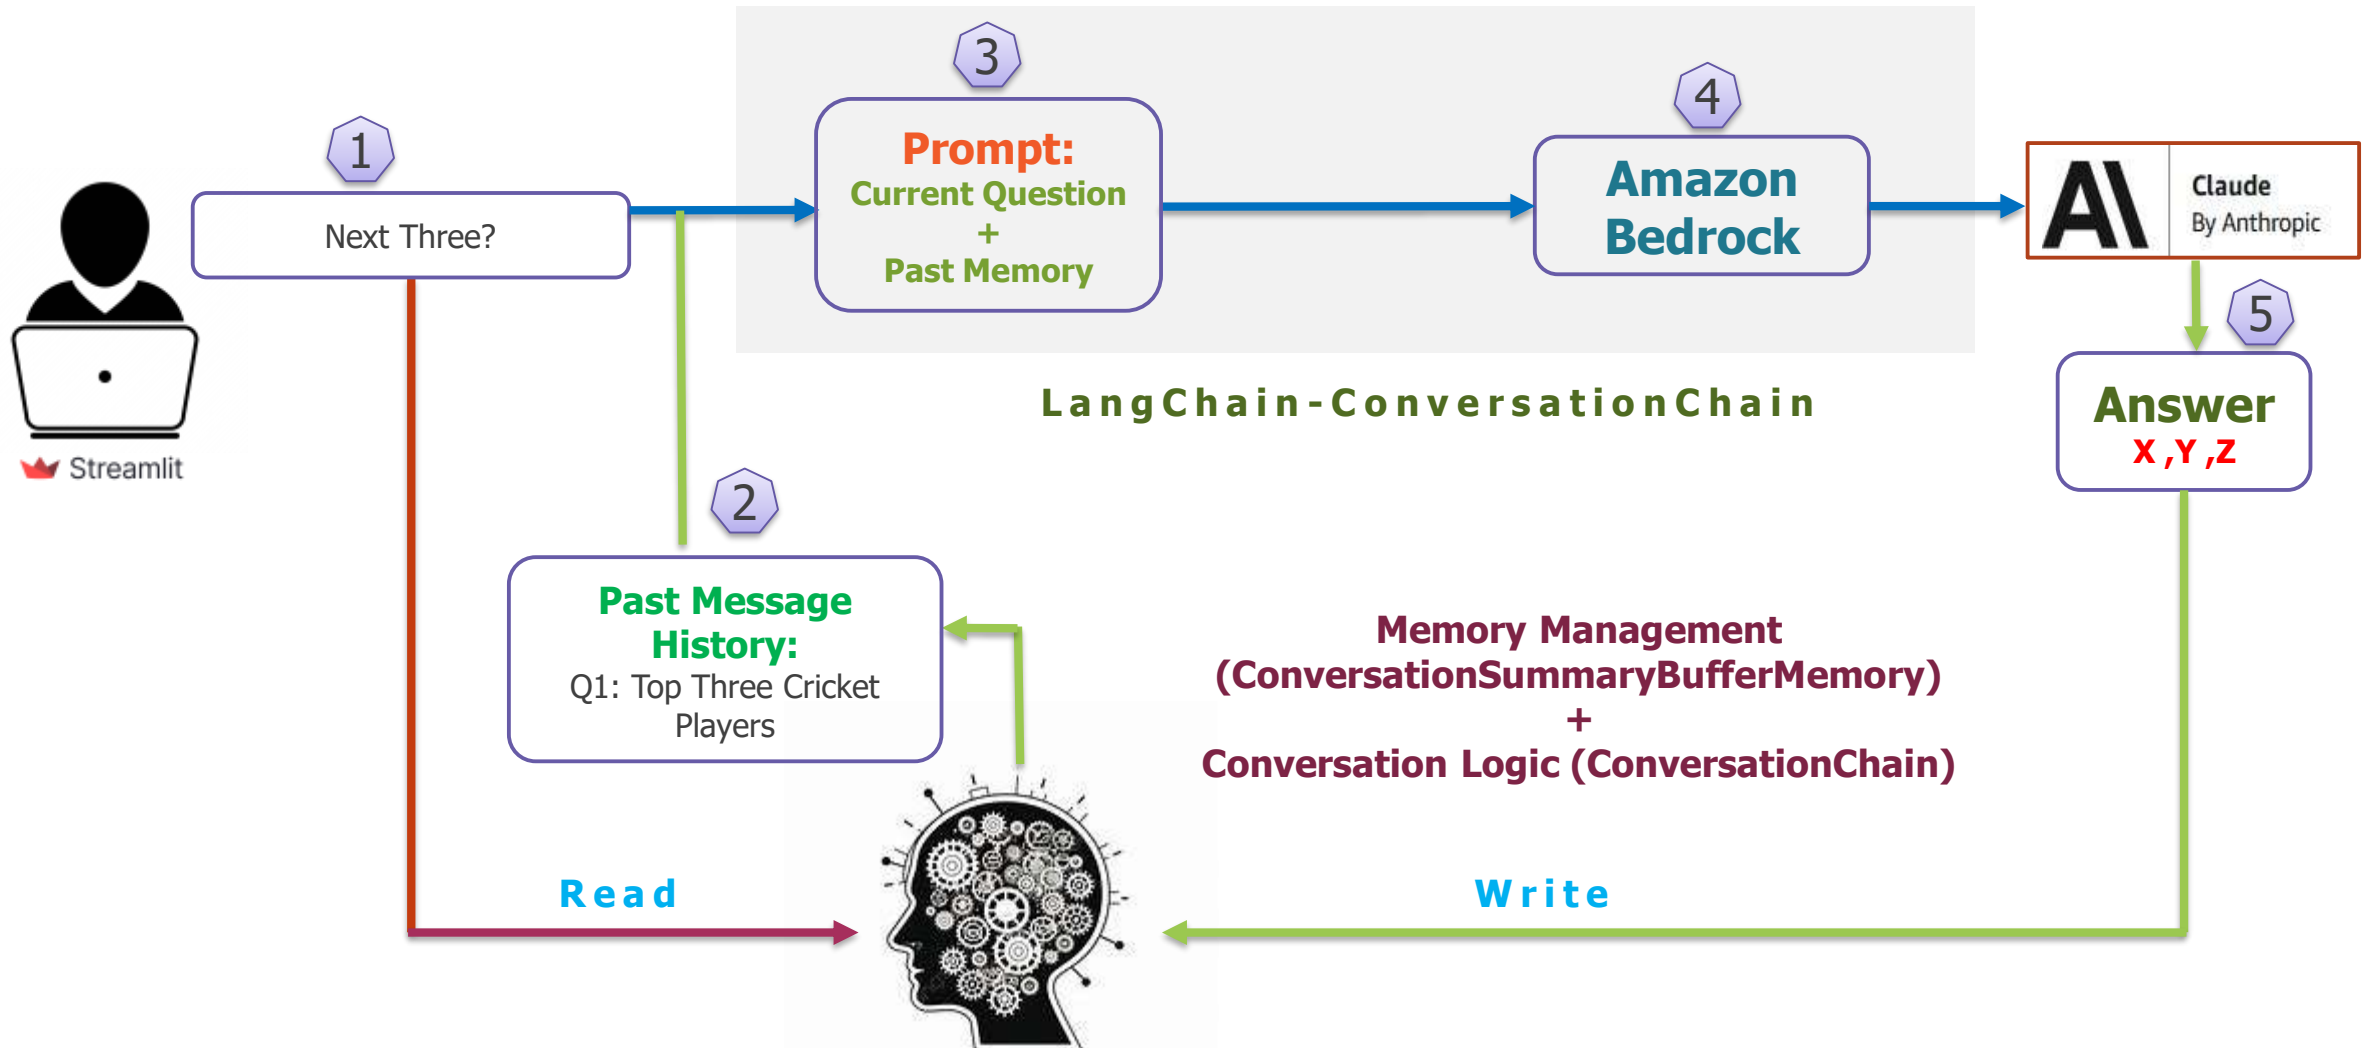 1
Next Three?
Streamlit
2
Past Message
History:
Q1: Top Three Cricket
Players
3
Prompt:
Current Question
+
Past Memory
4
Amazon
Bedrock
A\
Claude
By Anthropic
5
Answer
X ,Y ,Z
LangChain-ConversationChain
Memory Management
(ConversationSummaryBufferMemory)
+
Conversation Logic (ConversationChain)
Read
Write